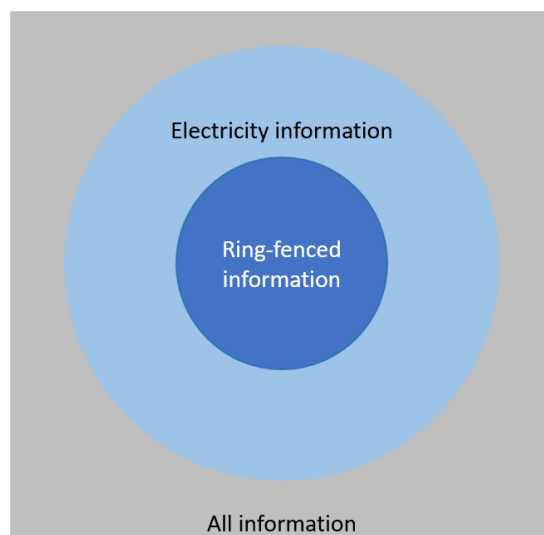 Electricity information
Ring-fenced
information
All information